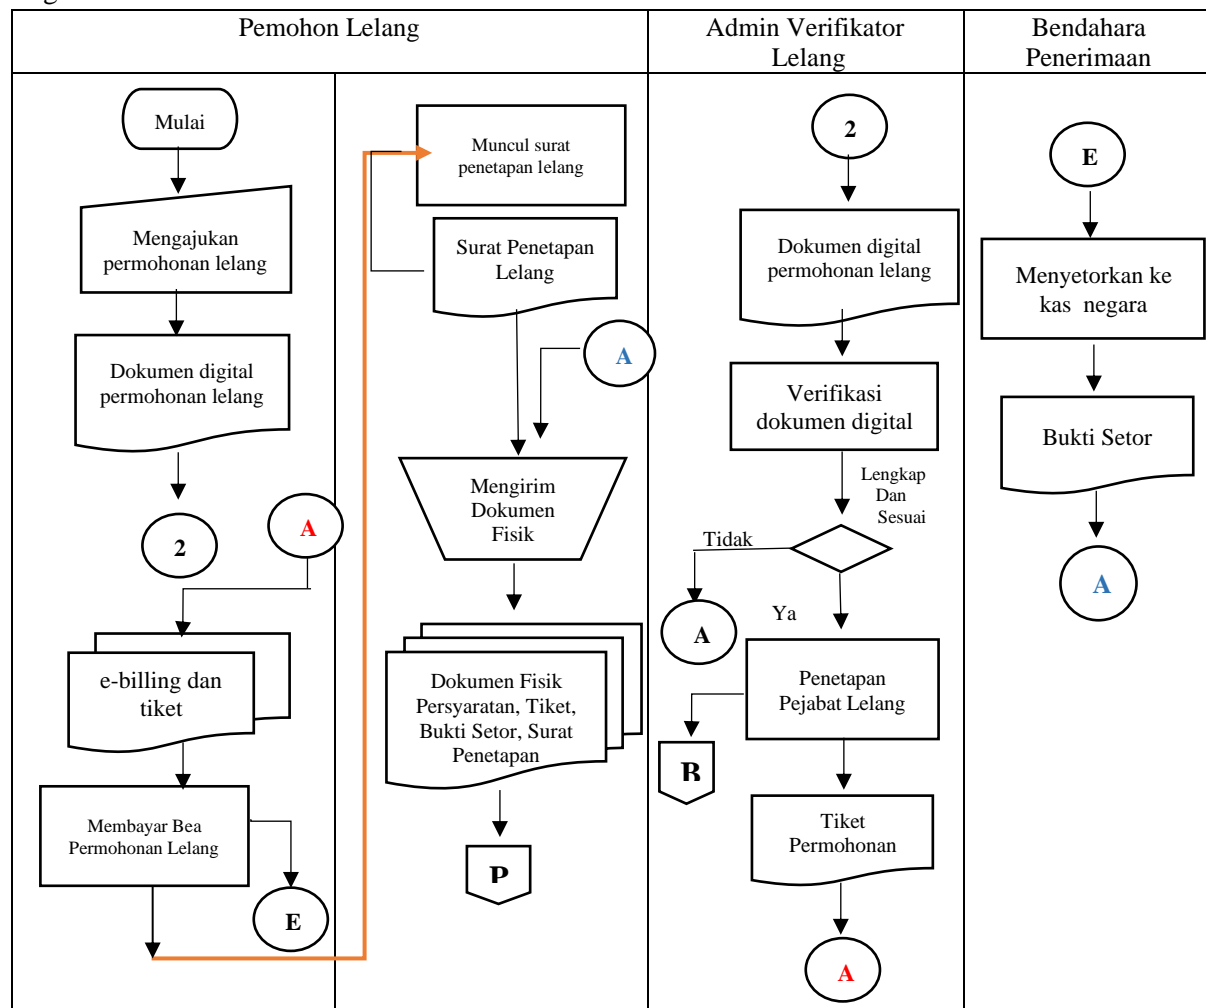 Pemohon Lelang
Admin Verifikator
Lelang
Bendahara
Penerimaan
Mulai
Mengajukan
permohonan lelang
Dokumen digital
permohonan lelang
2
A
e-billing dan
tiket
Membayar Bea
Permohonan Lelang
E
Muncul surat
penetapan lelang
Surat Penetapan
Lelang
A
Mengirim
Dokumen
Fisik
Dokumen Fisik
Persyaratan, Tiket,
Bukti Setor, Surat
Penetapan
2
Dokumen digital
permohonan lelang
Verifikasi
dokumen digital
Lengkap
Dan
Sesuai
Tidak
A
Ya
Penetapan
Pejabat Lelang
B
Tiket
Permohonan
A
E
Menyetorkan ke
kas negara
Bukti Setor
A